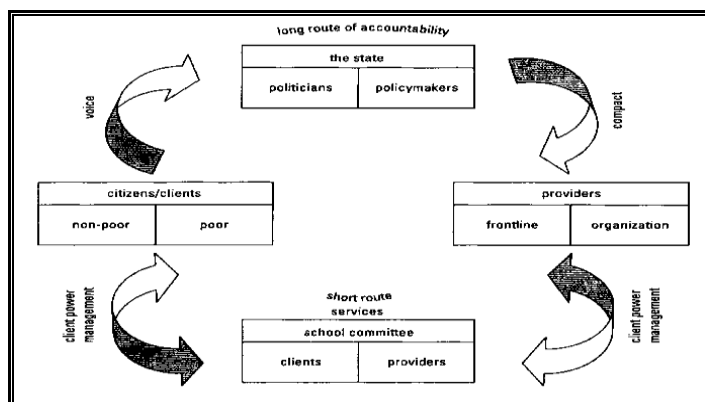 long route of accountability
the state
politicians policymakers
voice
compact
citizens/clients
non-poor poor
providers
frontline organization
short route
services
school committee
clients providers
client power
management
client power
management